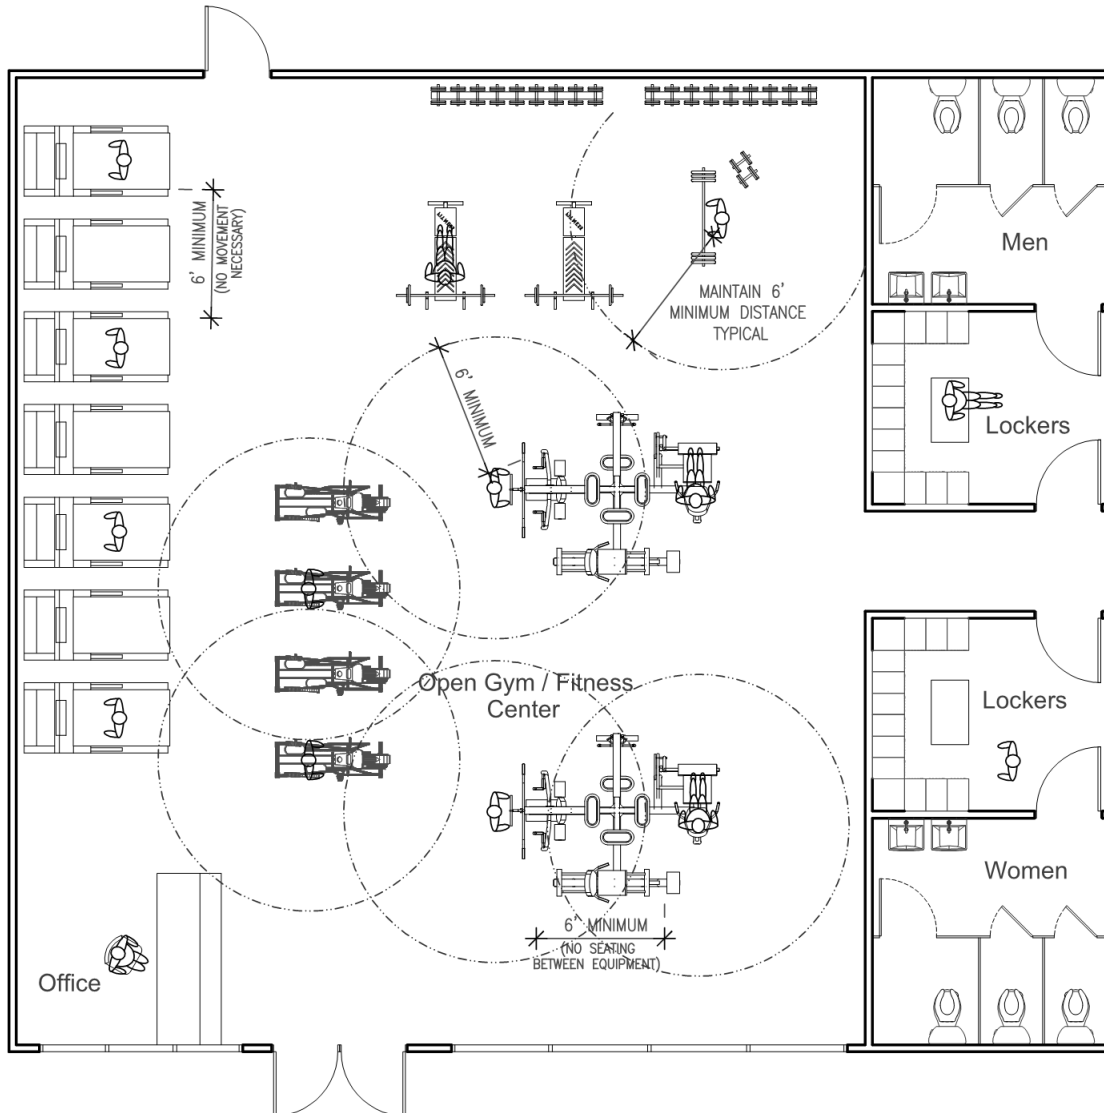 6' MINIMUM
(NO MOVEMENT
NECESSARY)
MAINTAIN 6'
MINIMUM DISTANCE
TYPICAL
Men
6' MINIMUM
Lockers
Open Gym / Fitness
Center
Lockers
Women
6' MINIMUM
(NO SEATING
BETWEEN EQUIPMENT)
Office